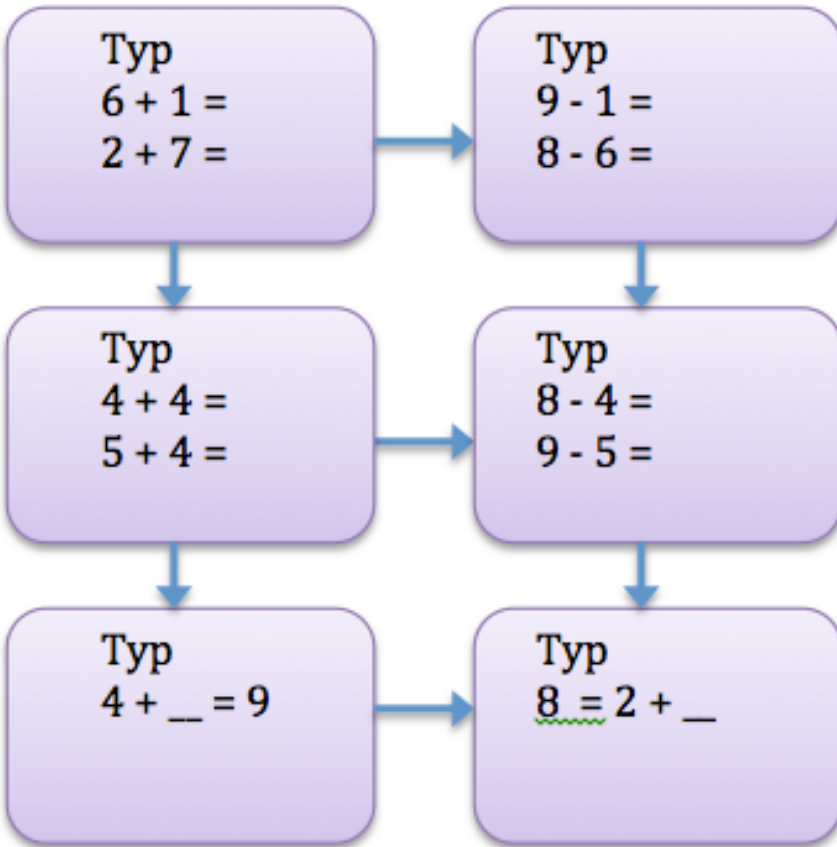 Typ
6 + 1 =
2 + 7 =
Typ
9 - 1 =
8 - 6 =
Typ
4 + 4 =
5 + 4 =
Typ
8 - 4 =
9 - 5 =
Typ
4 + __ = 9
Typ
8 = 2 + __